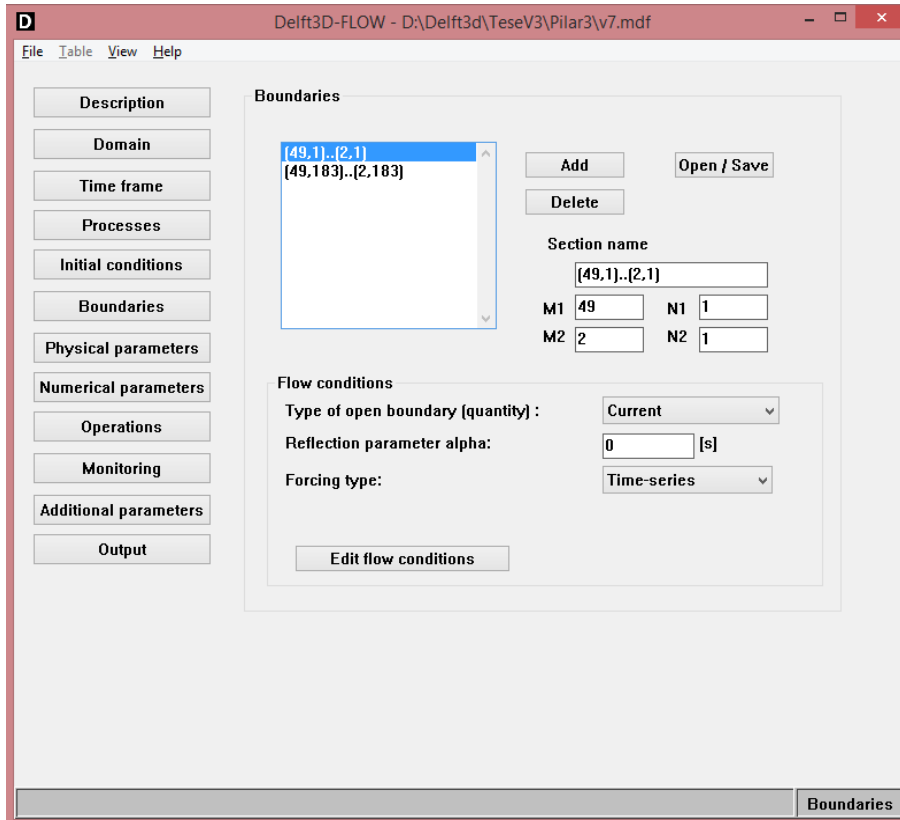 D Delft3D-FLOW - D:\Delft3d\TeseV3\Pilar3\v7.mdf
File Table View Help
Description
Domain
Time frame
Processes
Initial conditions
Boundaries
Physical parameters
Numerical parameters
Operations
Monitoring
Additional parameters
Output
Boundaries
(49,1)..(2,1)
(49,183)..(2,183)
Add Open / Save
Delete
Section name
(49,1)..(2,1)
M1 49 N1 1
M2 2 N2 1
Flow conditions
Type of open boundary (quantity) : Current
Reflection parameter alpha: 0 [s]
Forcing type: Time-series
Edit flow conditions
Boundaries